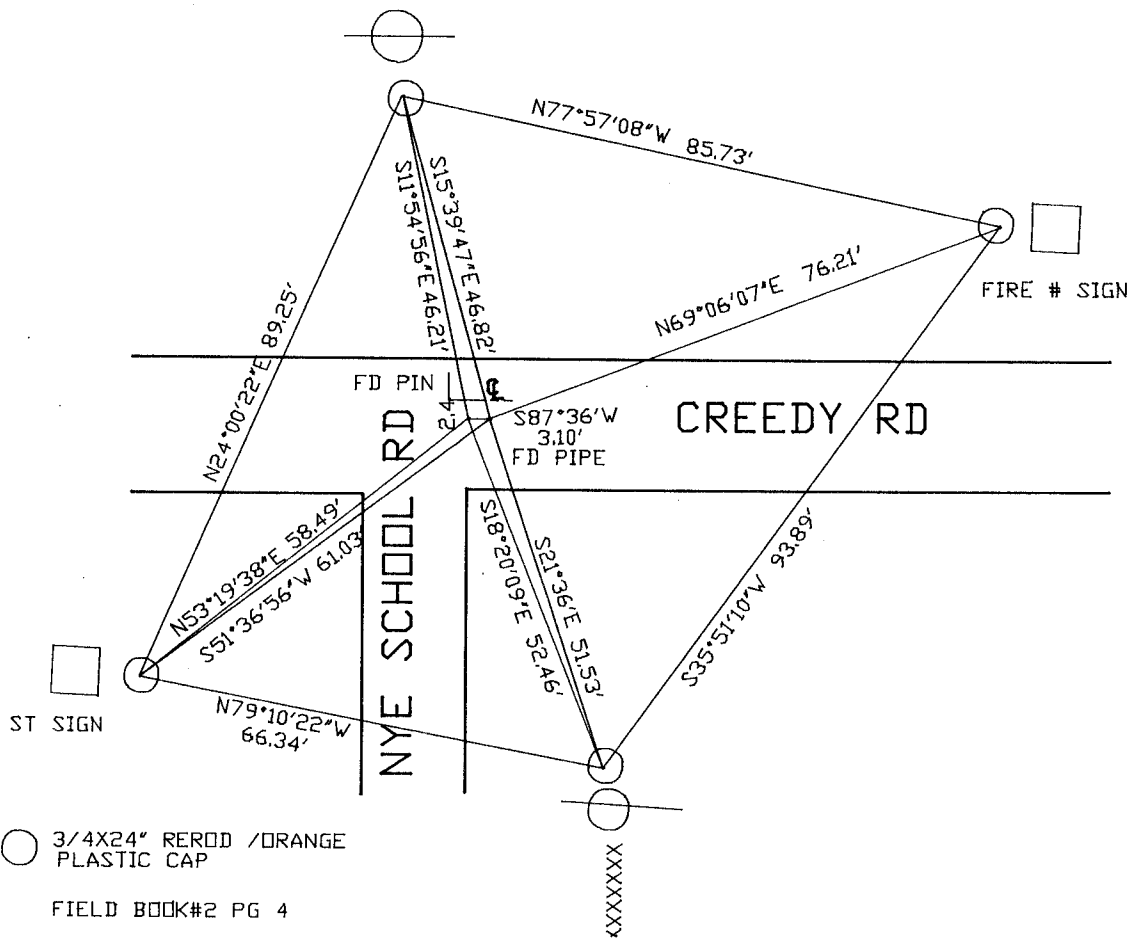 N77°57'08"W 85.73'
S11°54'56"E 46.21'
S15°39'47"E 46.82'
N24°00'22"E 89.25'
N69°06'07"E 76.21'
FIRE # SIGN
FD PIN
2.4
℄
S87°36'W
3.10'
FD PIPE
CREEDY RD
NYE SCHOOL RD
N53°19'38"E 58.49'
S51°36'56"W 61.03'
S18°20'09"E 52.46'
S21°36'E 51.53'
S35°51'10"W 93.89'
ST SIGN
N79°10'22"W
66.34'
XXXXXXX
3/4X24" REROD /ORANGE
PLASTIC CAP
FIELD BOOK#2 PG 4